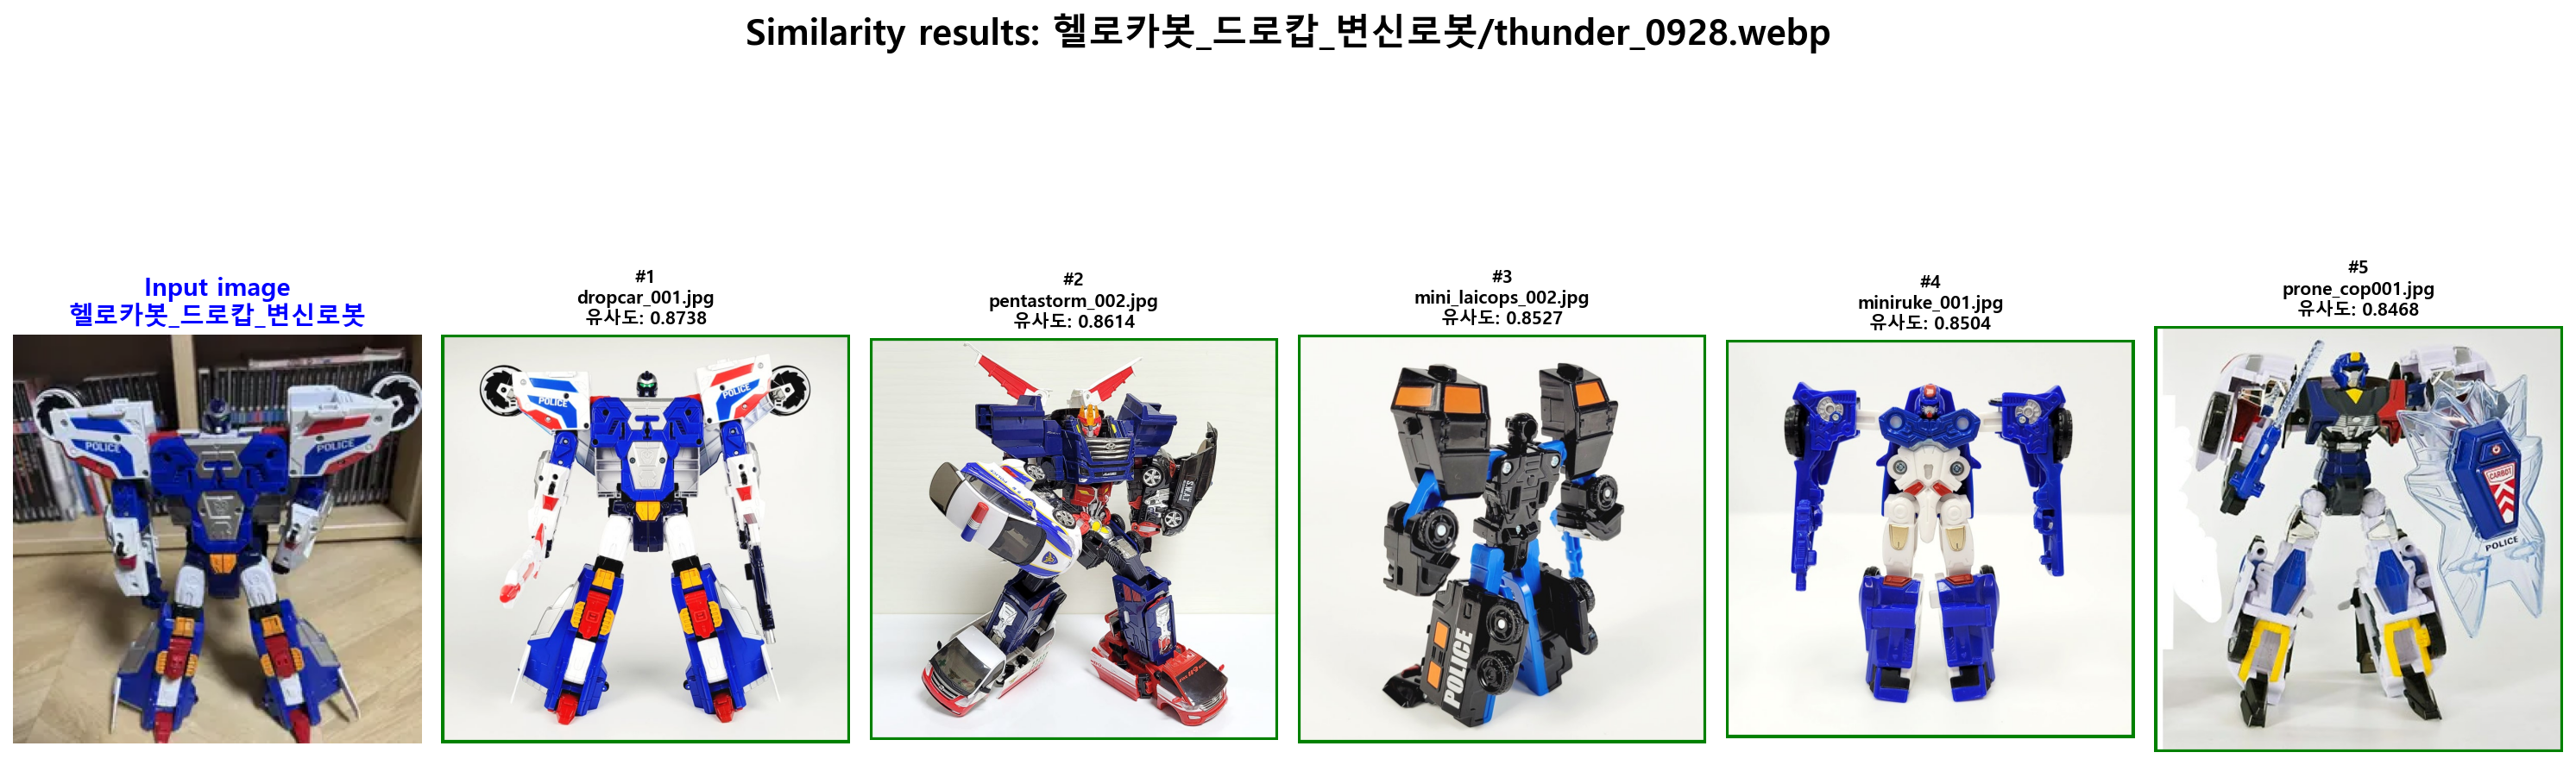 Similarity results: 헬로카봇_드로캅_변신로봇/thunder_0928.webp
Input image
헬로카봇_드로캅_변신로봇
POLICE
POLICE
#1
dropcar_001.jpg
유사도: 0.8738
POLICE
POLICE
#2
pentastorm_002.jpg
유사도: 0.8614
S.W.A.T
#3
mini_laicops_002.jpg
유사도: 0.8527
POLICE
#4
miniruke_001.jpg
유사도: 0.8504
#5
prone_cop001.jpg
유사도: 0.8468
CARBOT
POLICE